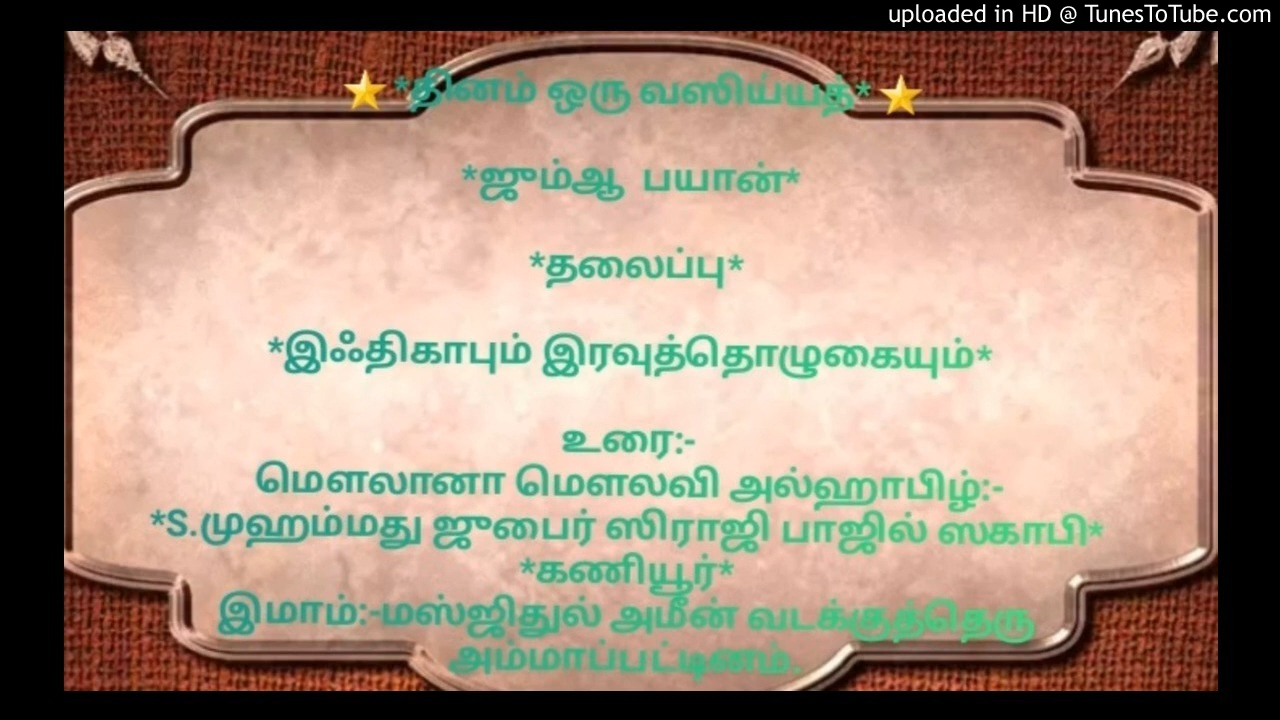 uploaded in HD @ TunesToTube.com
⭐*தினம் ஒரு வஸிய்யத்*⭐
*ஜும்ஆ பயான்*
*தலைப்பு*
*இஃதிகாபும் இரவுத்தொழுகையும்*
உரை:-
மௌலானா மௌலவி அல்ஹாபிழ்:-
*S.முஹம்மது ஜுபைர் ஸிராஜி பாஜில் ஸகாபி*
*கணியூர்*
இமாம்:-மஸ்ஜிதுல் அமீன் வடக்குத்தெரு
அம்மாப்பட்டினம்.